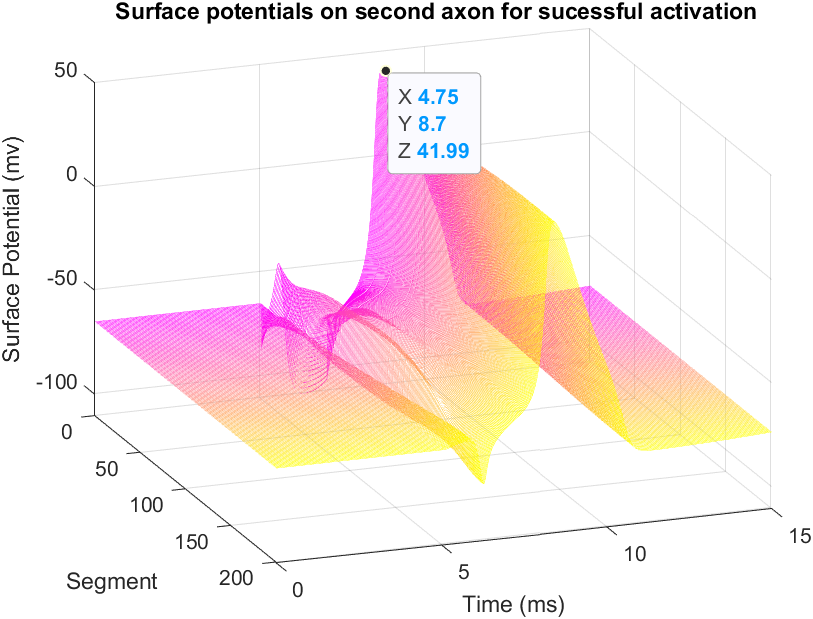 Surface potentials on second axon for sucessful activation
50
0
-50
-100
Surface Potential (mv)
X 4.75
Y 8.7
Z 41.99
0
50
100
150
200
Segment
0
5
10
15
Time (ms)